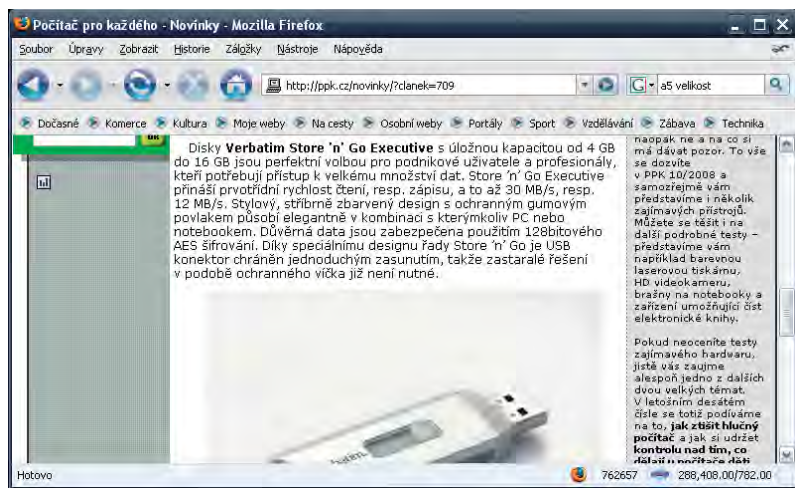 Počítač pro každého - Novinky - Mozilla Firefox
Soubor Úpravy Zobrazit Historie Záložky Nástroje Nápověda
http://ppk.cz/novinky/?clanek=709
a5 velikost
Dočasné Komerce Kultura Moje weby Na cesty Osobní weby Portály Sport Vzdělávání Zábava Technika
OK
Disky Verbatim Store 'n' Go Executive s úložnou kapacitou od 4 GB
do 16 GB jsou perfektní volbou pro podnikové uživatele a profesionály,
kteří potřebují přístup k velkému množství dat. Store 'n' Go Executive
přináší prvotřídní rychlost čtení, resp. zápisu, a to až 30 MB/s, resp.
12 MB/s. Stylový, stříbrně zbarvený design s ochranným gumovým
povlakem působí elegantně v kombinaci s kterýmkoliv PC nebo
notebookem. Důvěrná data jsou zabezpečena použitím 128bitového
AES šifrování. Díky speciálnímu designu řady Store 'n' Go je USB
konektor chráněn jednoduchým zasunutím, takže zastaralé řešení
v podobě ochranného víčka již není nutné.
naopak ne a na co si
má dávat pozor. To vše
se dozvíte
v PPK 10/2008 a
samozřejmě vám
představíme i několik
zajímavých přístrojů.
Můžete se těšit i na
další podrobné testy –
představíme vám
například barevnou
laserovou tiskárnu,
HD videokameru,
brašny na notebooky a
zařízení umožňující číst
elektronické knihy.
Pokud neoceníte testy
zajímavého hardwaru,
jistě vás zaujme
alespoň jedno z dalších
dvou velkých témat.
V letošním desátém
čísle se totiž podíváme
na to, jak ztišit hlučný
počítač a jak si udržet
kontrolu nad tím, co
dělají u počítače děti
Hotovo
762657
288,408.00/782.00